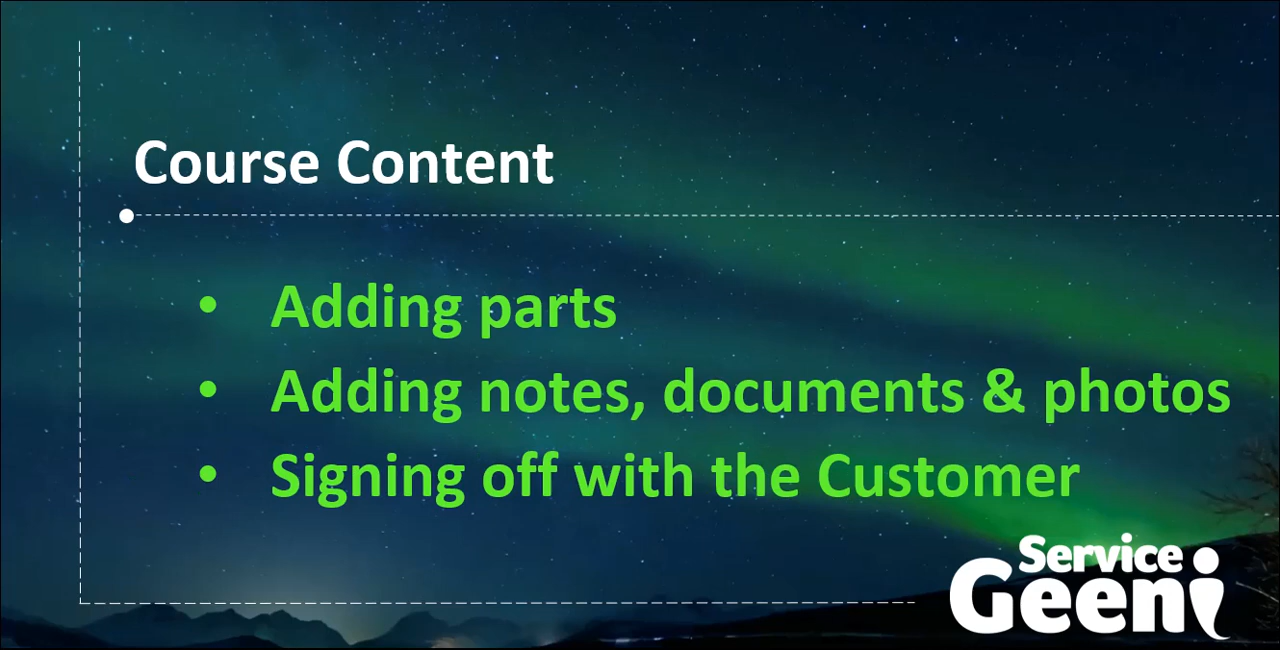 Course Content
• Adding parts
• Adding notes, documents & photos
• Signing off with the Customer
Service
Geeni